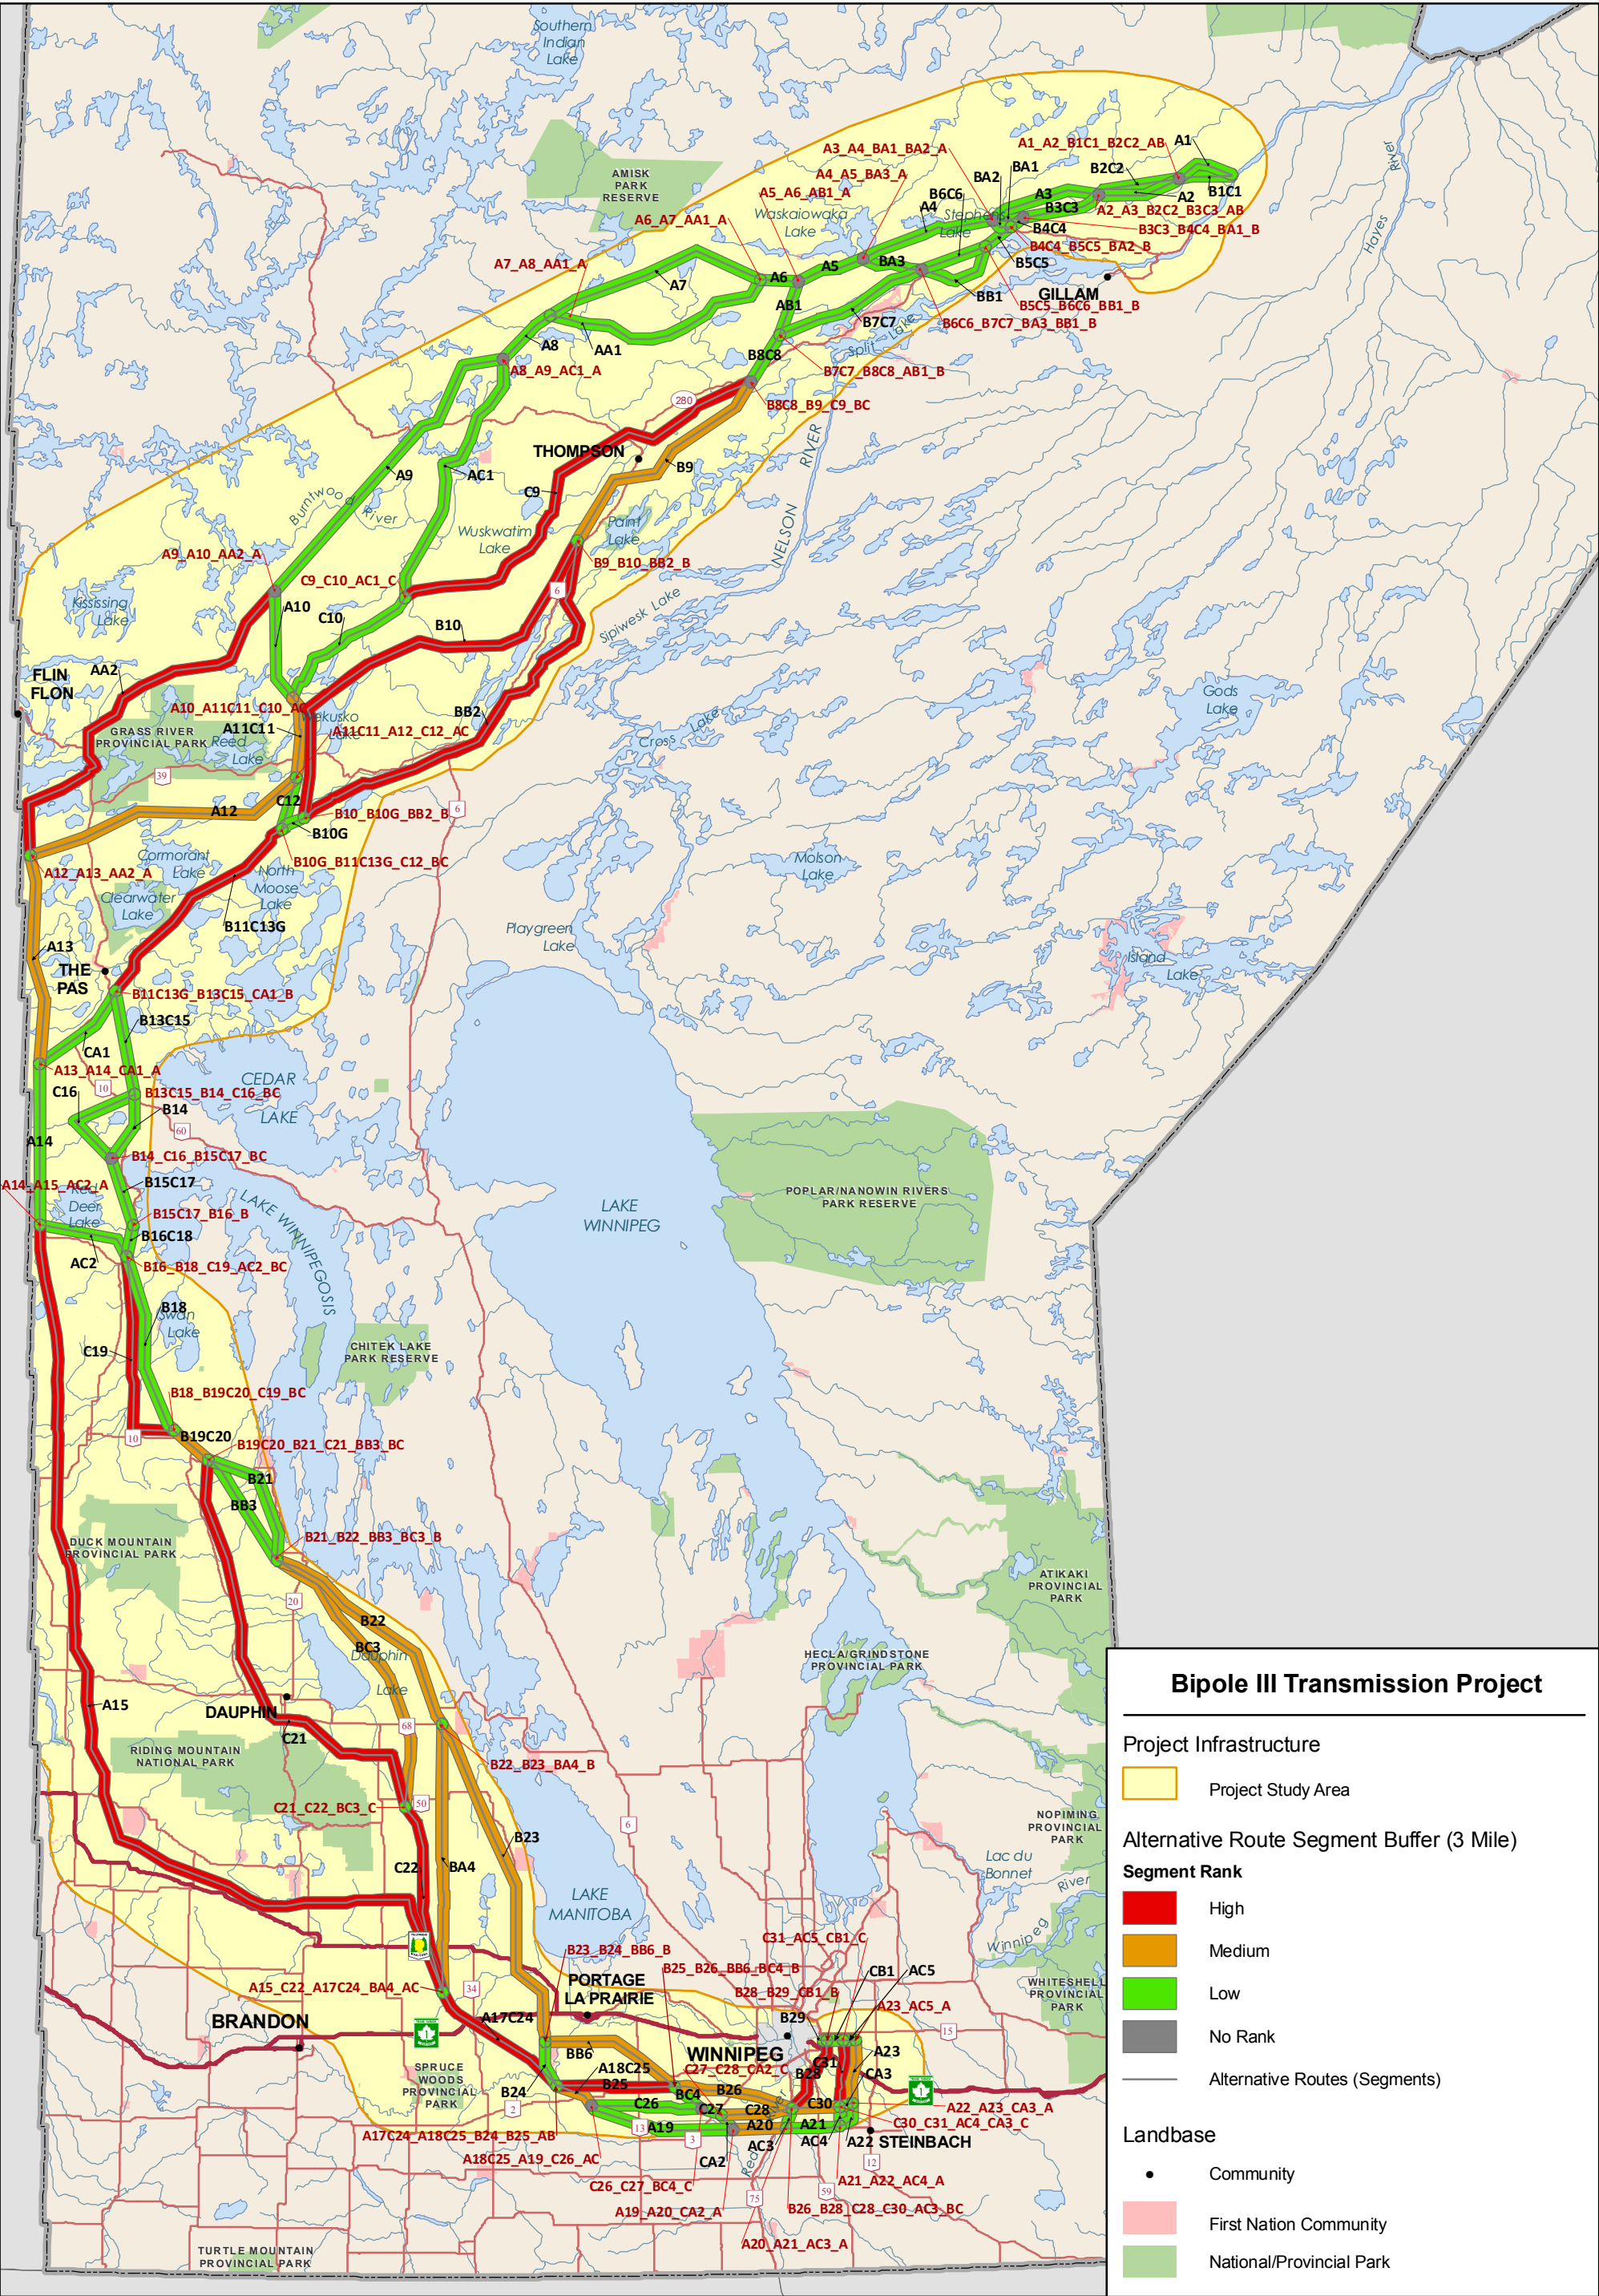 Southern
Indian
Lake
AMISK
PARK
RESERVE
A3_A4_BA1_BA2_A
A1_A2_B1C1_B2C2_AB
A1
A4_A5_BA3_A
BA2
BA1
B2C2
A5_A6_AB1_A
B6C6
A4
A3
A2
B1C1
Waskaiowaka
Lake
Stephens
Lake
B3C3
A2_A3_B2C2_B3C3_AB
A6_A7_AA1_A
B4C4
B3C3_B4C4_BA1_B
B4C4_B5C5_BA2_B
Hayes
River
A7_A8_AA1_A
A7
A6
A5
BA3
B5C5
BB1
GILLAM
AB1
B5C5_B6C6_BB1_B
B7C7
B6C6_B7C7_BA3_BB1_B
Split Lake
A8
AA1
B8C8
A8_A9_AC1_A
B7C7_B8C8_AB1_B
280
B8C8_B9_C9_BC
THOMPSON
B9
A9
AC1
C9
NELSON RIVER
Burntwood
River
Wuskwatim
Lake
Paint
Lake
A9_A10_AA2_A
C9_C10_AC1_C
B9_B10_BB2_B
6
Kississing
Lake
A10
C10
B10
Sipiwesk Lake
FLIN
FLON
AA2
Gods
Lake
A10_A11C11_C10_AC
BB2
Wekusko
Lake
GRASS RIVER
PROVINCIAL PARK
A11C11
A11C11_A12_C12_AC
Cross Lake
Reed
Lake
39
C12
A12
B10_B10G_BB2_B
6
B10G
Cormorant
Lake
B10G_B11C13G_C12_BC
Molson
Lake
A12_A13_AA2_A
North
Moose
Lake
Clearwater
Lake
B11C13G
Playgreen
Lake
A13
THE
PAS
Island
Lake
B11C13G_B13C15_CA1_B
B13C15
CA1
A13_A14_CA1_A
CEDAR
LAKE
C16
10
B13C15_B14_C16_BC
B14
60
A14
B14_C16_B15C17_BC
A14_A15_AC2_A
B15C17
Red
Deer
Lake
POPLAR/NANOWIN RIVERS
PARK RESERVE
LAKE
WINNIPEG
LAKE WINNIPEGOSIS
B15C17_B16_B
B16C18
AC2
B16_B18_C19_AC2_BC
B18
Swan
Lake
C19
CHITEK LAKE
PARK RESERVE
B18_B19C20_C19_BC
10
B19C20
B19C20_B21_C21_BB3_BC
B21
BB3
DUCK MOUNTAIN
PROVINCIAL PARK
B21_B22_BB3_BC3_B
ATIKAKI
PROVINCIAL
PARK
20
B22
BC3
Dauphin
Lake
HECLA/GRINDSTONE
PROVINCIAL PARK
A15
DAUPHIN
C21
68
RIDING MOUNTAIN
NATIONAL PARK
B22_B23_BA4_B
C21_C22_BC3_C
50
NOPIMING
PROVINCIAL
PARK
6
B23
Lac du
Bonnet
C22
BA4
Winnipeg River
LAKE
MANITOBA
C31_AC5_CB1_C
B23_B24_BB6_B
B25_B26_BB6_BC4_B
CB1
AC5
A15_C22_A17C24_BA4_AC
34
PORTAGE
LA PRAIRIE
B28_B29_CB1_B
A23_AC5_A
WHITESHELL
PROVINCIAL
PARK
BRANDON
A17C24
B29
15
1
BB6
WINNIPEG
A23
C31
CA3
SPRUCE
WOODS
PROVINCIAL
PARK
A18C25
C27_C28_CA2_C
B28
1
B24
B25
BC4
B26
2
C26
C27
C28
C30
A22_A23_CA3_A
C30_C31_AC4_CA3_C
13
A19
A20
A21
A17C24_A18C25_B24_B25_AB
3
AC3
AC4
A22
STEINBACH
A18C25_A19_C26_AC
CA2
Red River
12
C26_C27_BC4_C
A21_A22_AC4_A
75
59
A19_A20_CA2_A
B26_B28_C28_C30_AC3_BC
A20_A21_AC3_A
TURTLE MOUNTAIN
PROVINCIAL PARK
Bipole III Transmission Project
Project Infrastructure
Project Study Area
Alternative Route Segment Buffer (3 Mile)
Segment Rank
High
Medium
Low
No Rank
Alternative Routes (Segments)
Landbase
Community
First Nation Community
National/Provincial Park